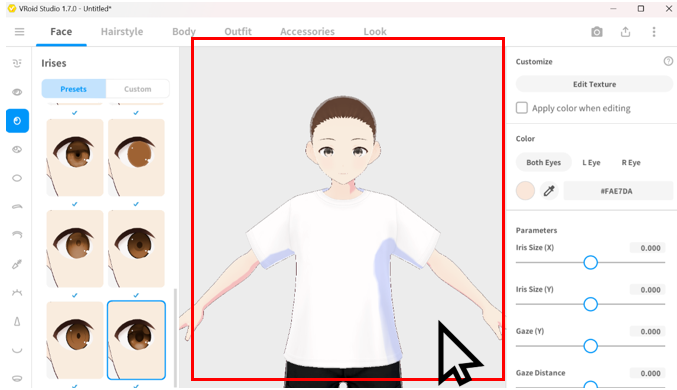 VRoid Studio 1.7.0 - Untitled*
Face Hairstyle Body Outfit Accessories Look
Irises
Presets Custom
Customize
Edit Texture
Apply color when editing
Color
Both Eyes L Eye R Eye
#FAE7DA
Parameters
Iris Size (X) 0.000
Iris Size (Y) 0.000
Gaze (Y) 0.000
Gaze Distance 0.000